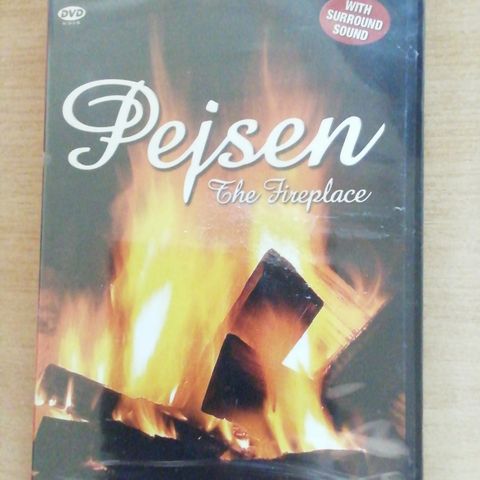 DVD
WITH
SURROUND
SOUND
Pejsen
The Fireplace